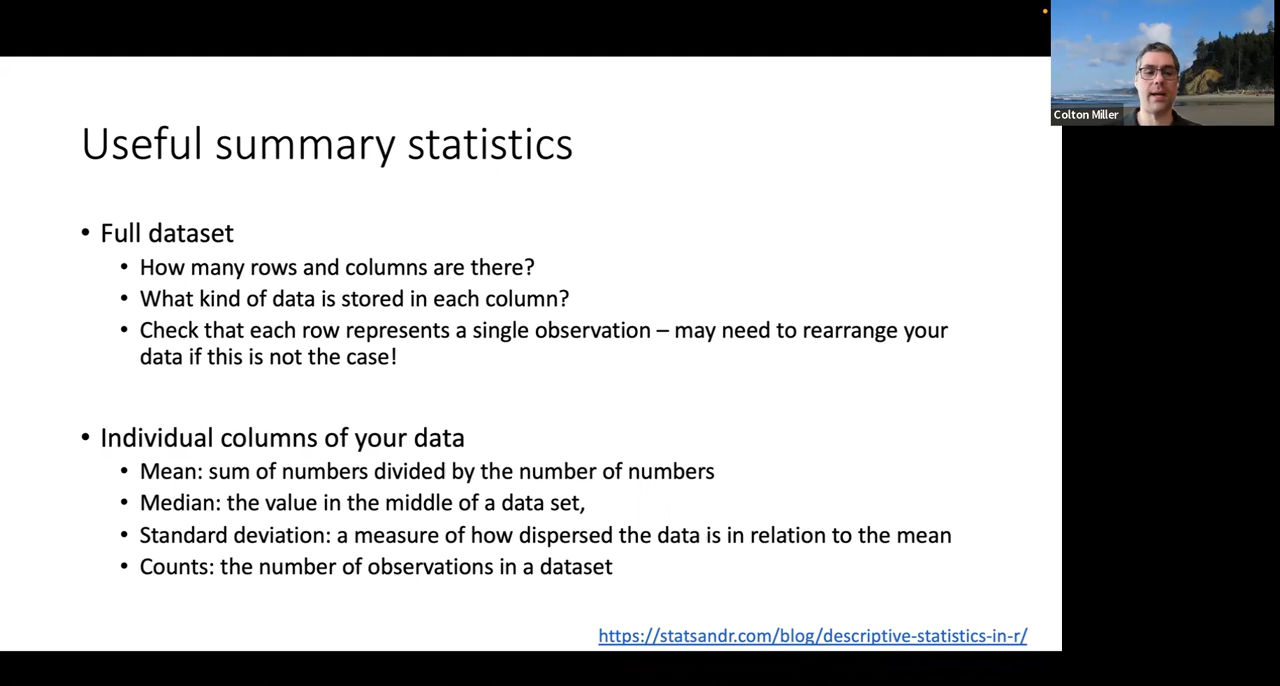 Colton Miller
Useful summary statistics
• Full dataset
• How many rows and columns are there?
• What kind of data is stored in each column?
• Check that each row represents a single observation – may need to rearrange your
data if this is not the case!
• Individual columns of your data
• Mean: sum of numbers divided by the number of numbers
• Median: the value in the middle of a data set,
• Standard deviation: a measure of how dispersed the data is in relation to the mean
• Counts: the number of observations in a dataset
https://statsandr.com/blog/descriptive-statistics-in-r/